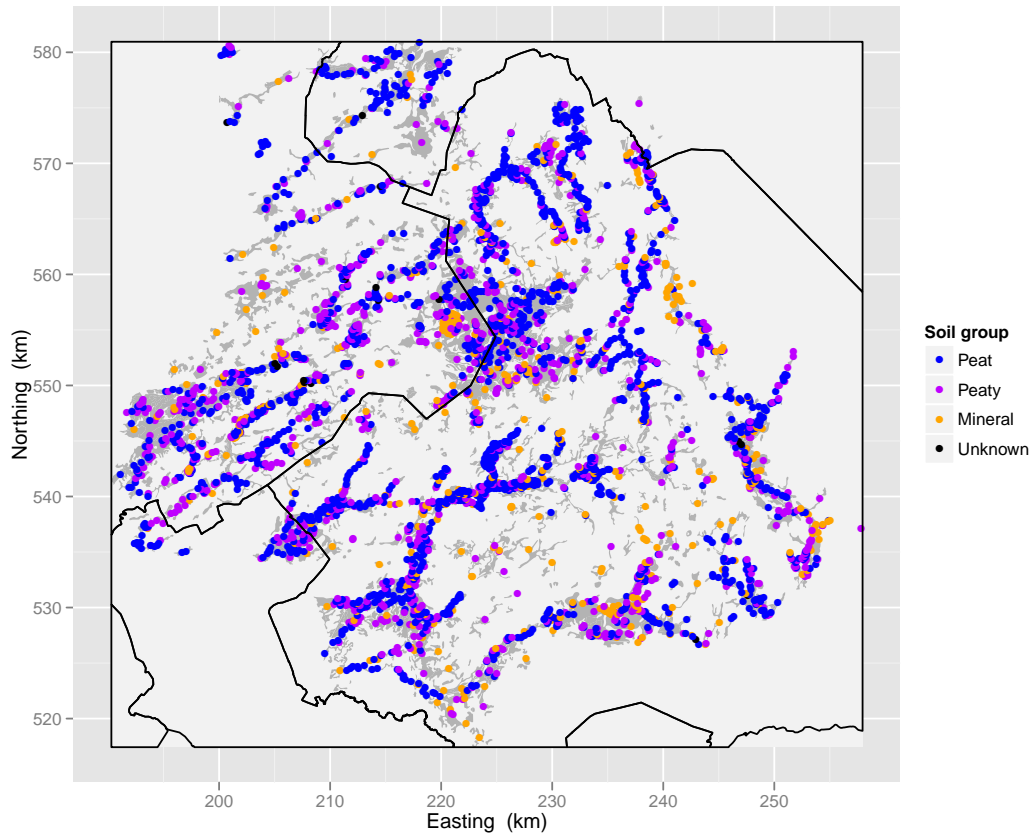 580
570
560
550
540
530
520
Northing (km)
200
210
220
230
240
250
Easting (km)
Soil group
Peat
Peaty
Mineral
Unknown